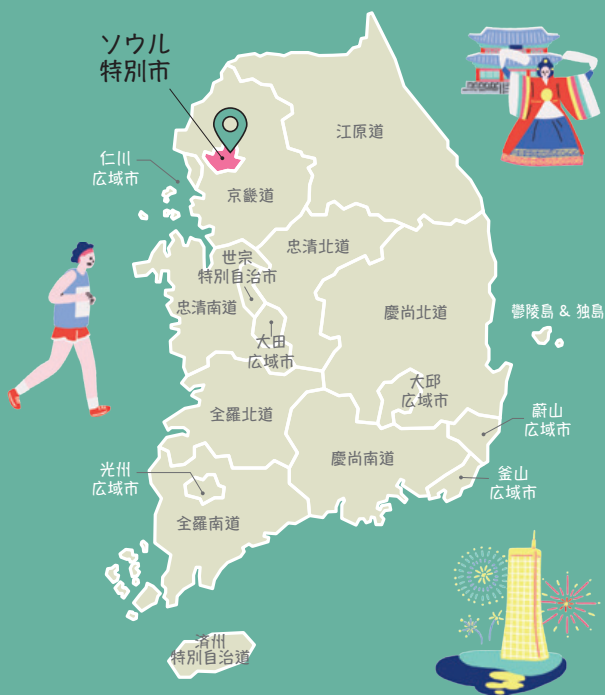 ソウル
特別市
江原道
仁川
広域市
京畿道
忠清北道
世宗
特別自治市
忠清南道
慶尚北道
鬱陵島 & 独島
大田
広域市
大邱
広域市
全羅北道
蔚山
広域市
慶尚南道
光州
広域市
釜山
広域市
全羅南道
済州
特別自治道